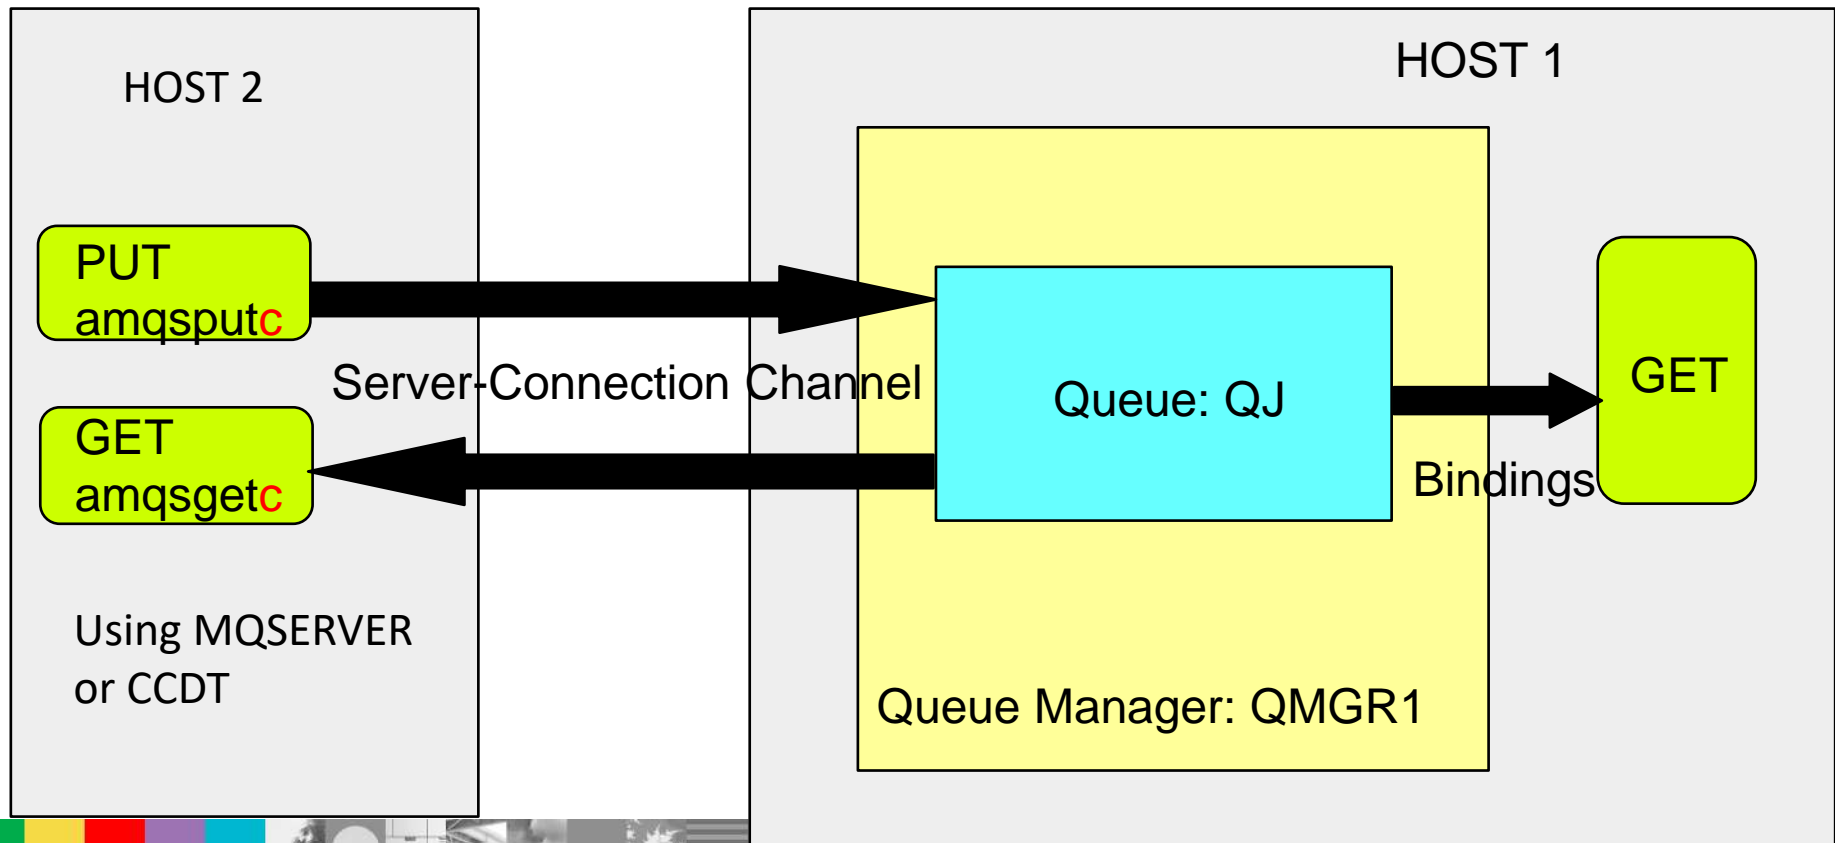 HOST 2
HOST 1
PUT
amqsputc
Server-Connection Channel
GET
amqsgetc
Queue: QJ
GET
Bindings
Using MQSERVER
or CCDT
Queue Manager: QMGR1